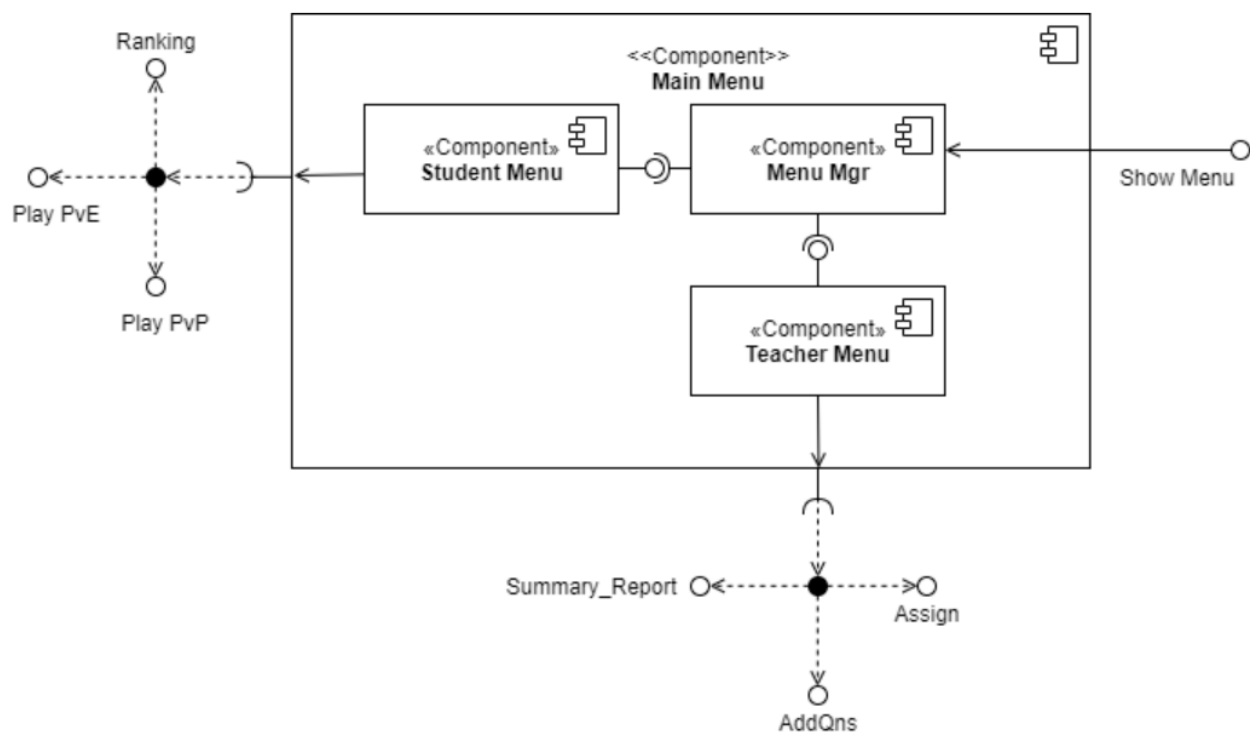 Ranking
<<Component>>
Main Menu
«Component»
Student Menu
«Component»
Menu Mgr
Show Menu
Play PvE
Play PvP
«Component»
Teacher Menu
Summary_Report
Assign
AddQns